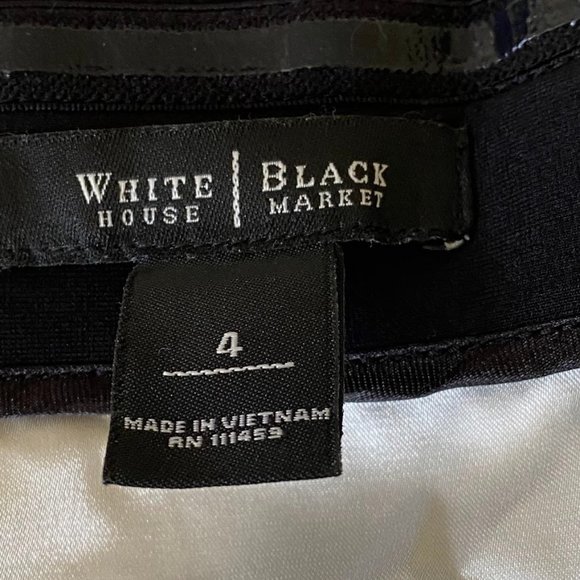 WHITE HOUSE | BLACK MARKET
4
MADE IN VIETNAM
RN 111459